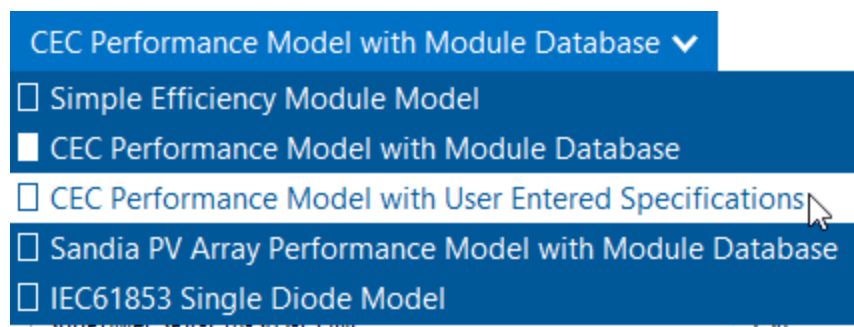 CEC Performance Model with Module Database
Simple Efficiency Module Model
CEC Performance Model with Module Database
CEC Performance Model with User Entered Specifications
Sandia PV Array Performance Model with Module Database
IEC61853 Single Diode Model